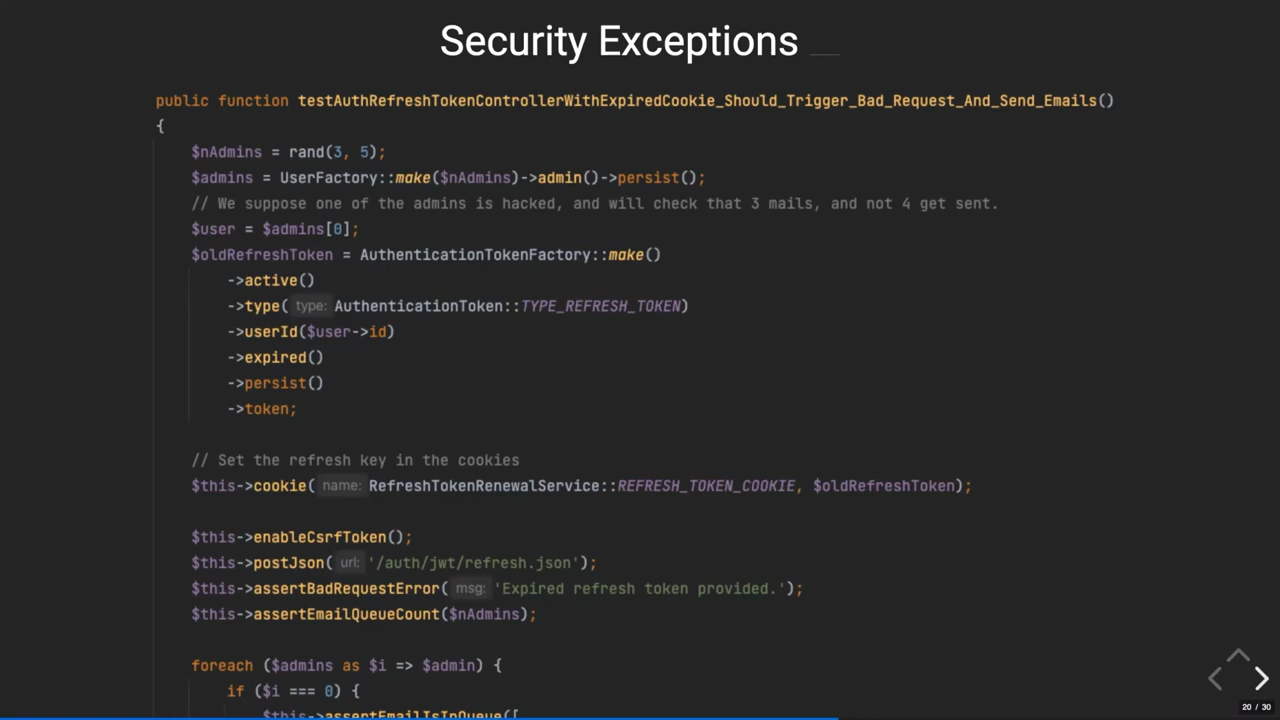 Security Exceptions
public function testAuthRefreshTokenControllerWithExpiredCookie_Should_Trigger_Bad_Request_And_Send_Emails()
{
$nAdmins = rand(3, 5);
$admins = UserFactory::make($nAdmins)->admin()->persist();
// We suppose one of the admins is hacked, and will check that 3 mails, and not 4 get sent.
$user = $admins[0];
$oldRefreshToken = AuthenticationTokenFactory::make()
->active()
->type( type: AuthenticationToken::TYPE_REFRESH_TOKEN)
->userId($user->id)
->expired()
->persist()
->token;
// Set the refresh key in the cookies
$this->cookie( name: RefreshTokenRenewalService::REFRESH_TOKEN_COOKIE, $oldRefreshToken);
$this->enableCsrfToken();
$this->postJson( url: '/auth/jwt/refresh.json');
$this->assertBadRequestError( msg: 'Expired refresh token provided.');
$this->assertEmailQueueCount($nAdmins);
foreach ($admins as $i => $admin) {
if ($i === 0) {
$this->assertEmailIsInQueue([
20 / 30